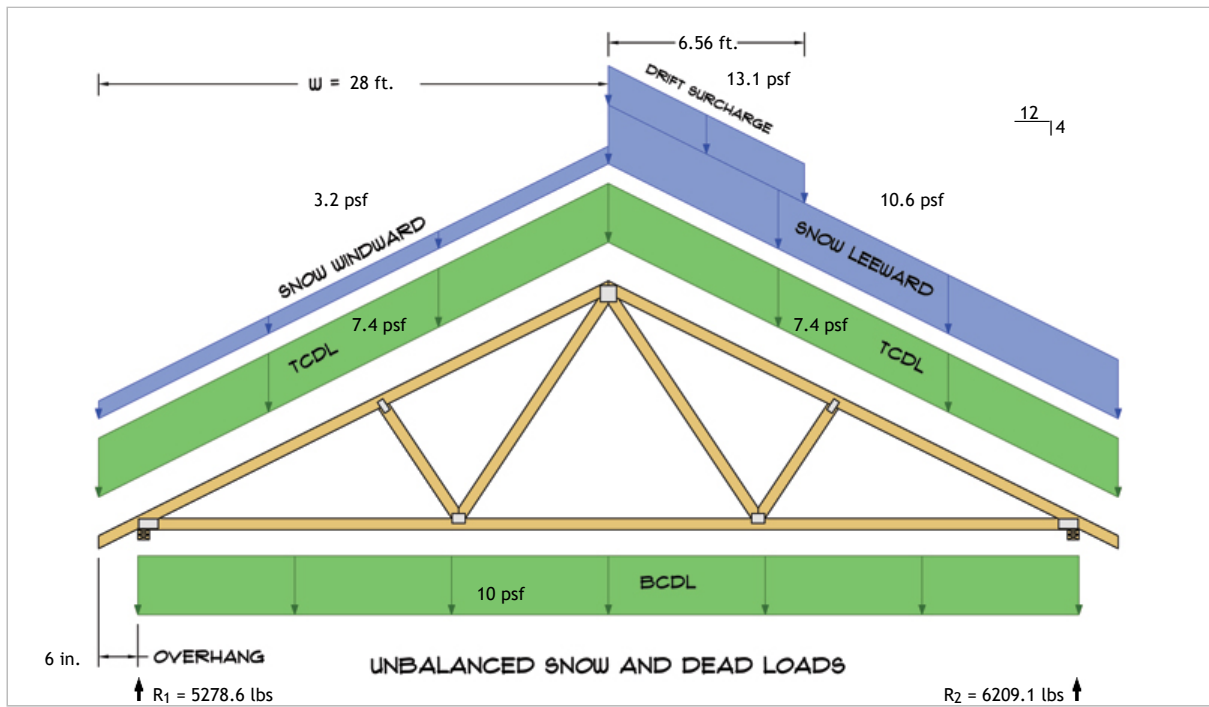 6.56 ft.
W = 28 ft.
DRIFT SURCHARGE
13.1 psf
12
4
3.2 psf
10.6 psf
SNOW WINDWARD
SNOW LEEWARD
7.4 psf
7.4 psf
TCDL
TCDL
BCDL
10 psf
6 in.
OVERHANG
UNBALANCED SNOW AND DEAD LOADS
R1 = 5278.6 lbs
R2 = 6209.1 lbs